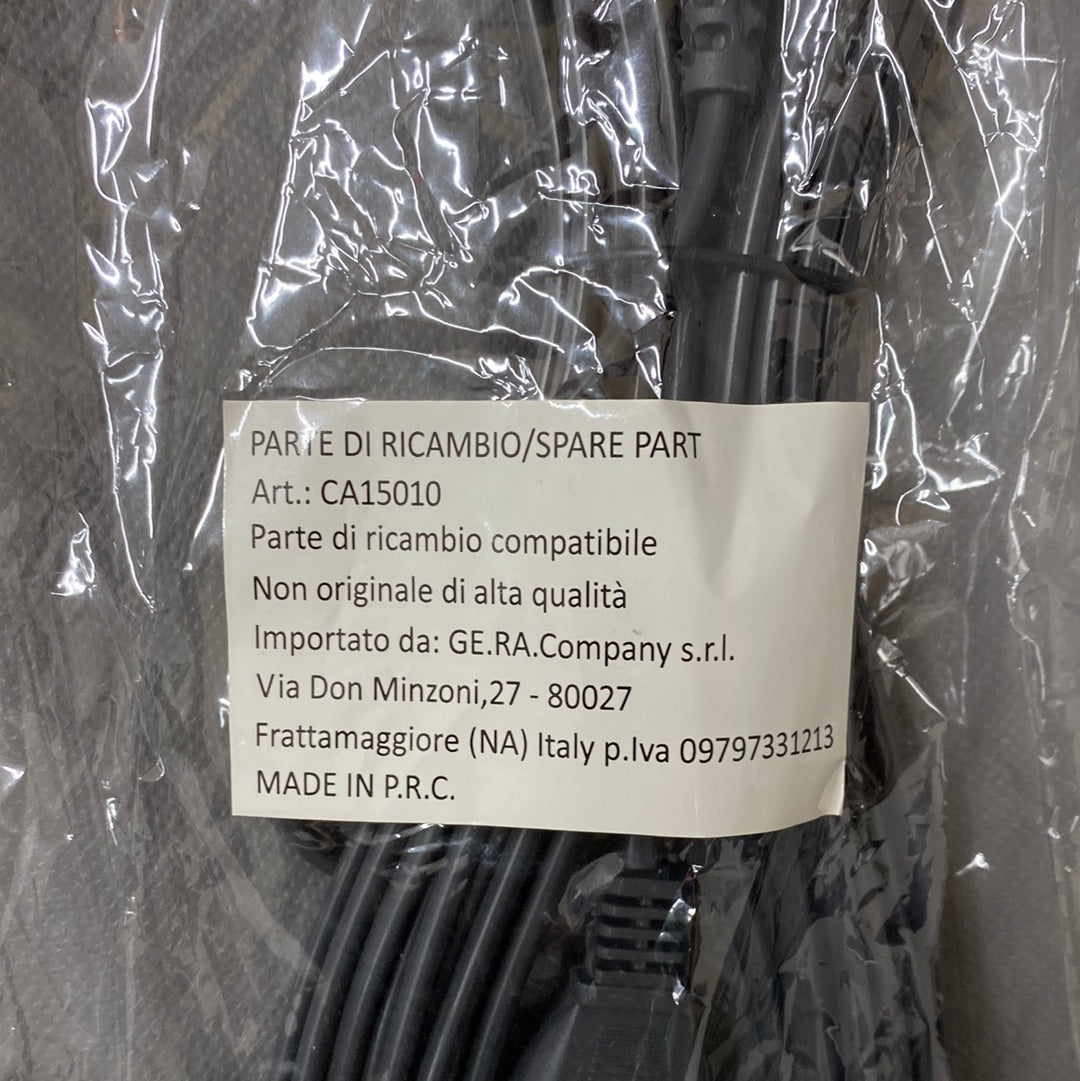 PARTE DI RICAMBIO/SPARE PART
Art.: CA15010
Parte di ricambio compatibile
Non originale di alta qualità
Importato da: GE.RA.Company s.r.l.
Via Don Minzoni,27 - 80027
Frattamaggiore (NA) Italy p.Iva 09797331213
MADE IN P.R.C.